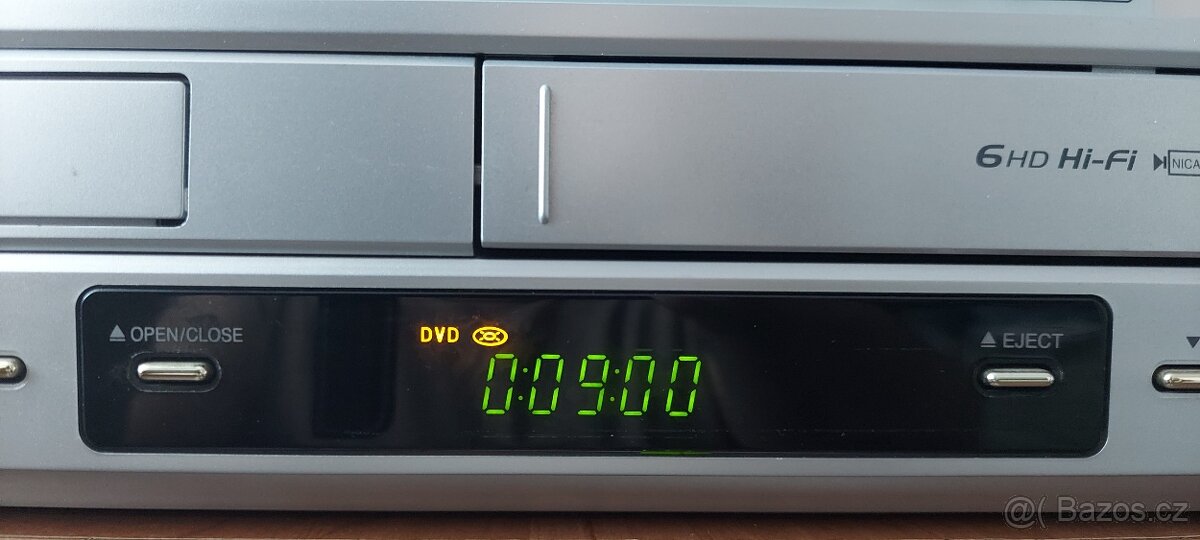 6HD Hi-Fi NICA
OPEN/CLOSE
DVD
EJECT
0:09:00
@ Bazos.cz